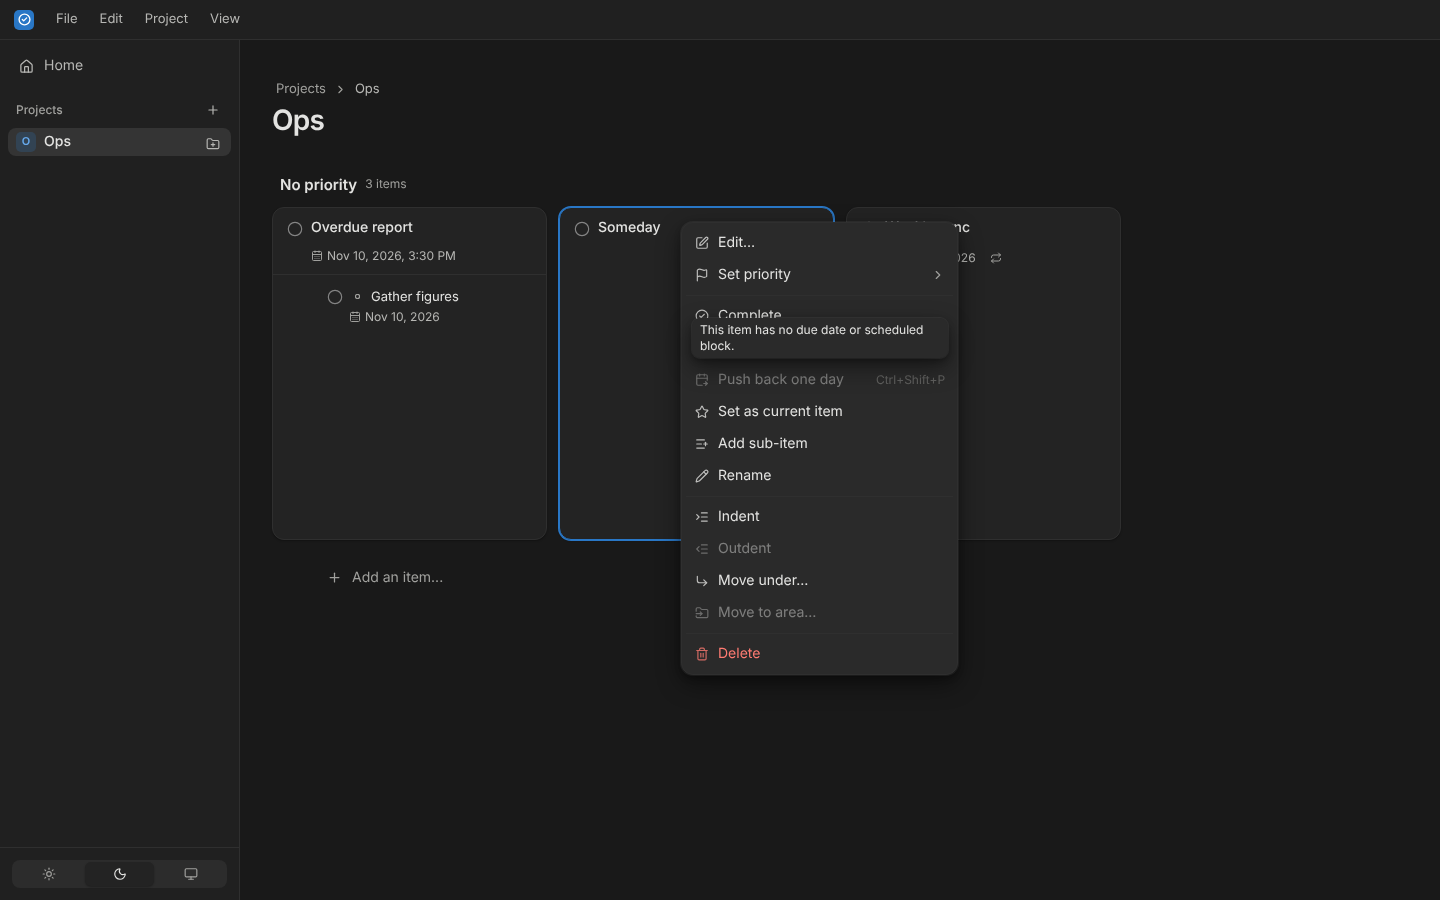 File Edit Project View
Home
Projects
O Ops
Projects > Ops
Ops
No priority 3 items
Overdue report
Nov 10, 2026, 3:30 PM
Gather figures
Nov 10, 2026
Add an item...
Someday
Edit...
Set priority
Complete
This item has no due date or scheduled
block.
Push back one day Ctrl+Shift+P
Set as current item
Add sub-item
Rename
Indent
Outdent
Move under...
Move to area...
Delete